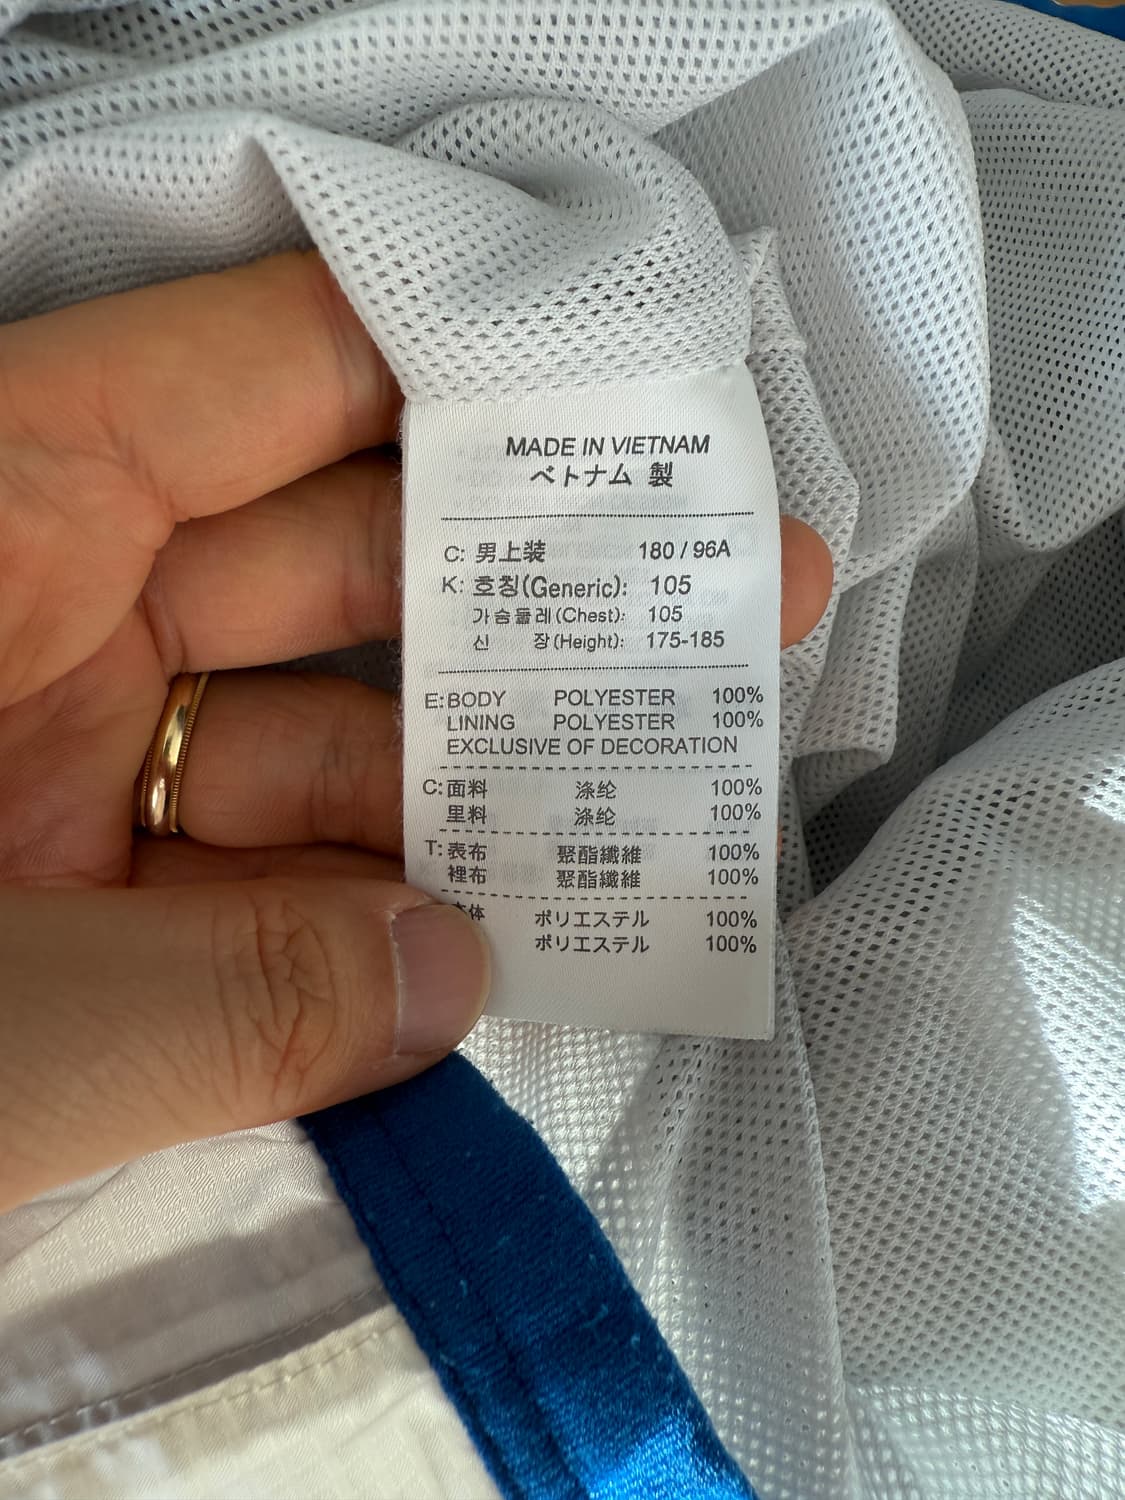 MADE IN VIETNAM
ベトナム 製
C: 男上装 180 / 96A
K: 호칭(Generic): 105
가슴둘레(Chest): 105
신 장(Height): 175-185
E: BODY POLYESTER 100%
LINING POLYESTER 100%
EXCLUSIVE OF DECORATION
C: 面料 涤纶 100%
里料 涤纶 100%
T: 表布 聚酯纖維 100%
裡布 聚酯纖維 100%
体 ポリエステル 100%
ポリエステル 100%